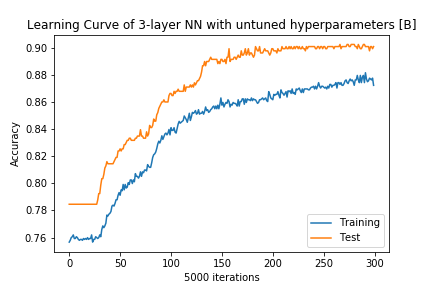 Learning Curve of 3-layer NN with untuned hyperparameters [B]
Accuracy
0.90
0.88
0.86
0.84
0.82
0.80
0.78
0.76
0 50 100 150 200 250 300
5000 iterations
Training
Test